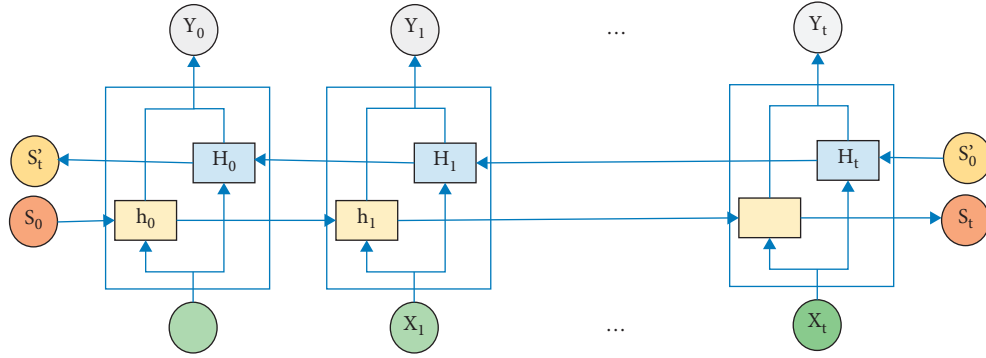 Y₀ Y₁ ... Yₜ
S'ₜ H₀ H₁ Hₜ S'₀
S₀ h₀ h₁ Sₜ
X₁ ... Xₜ